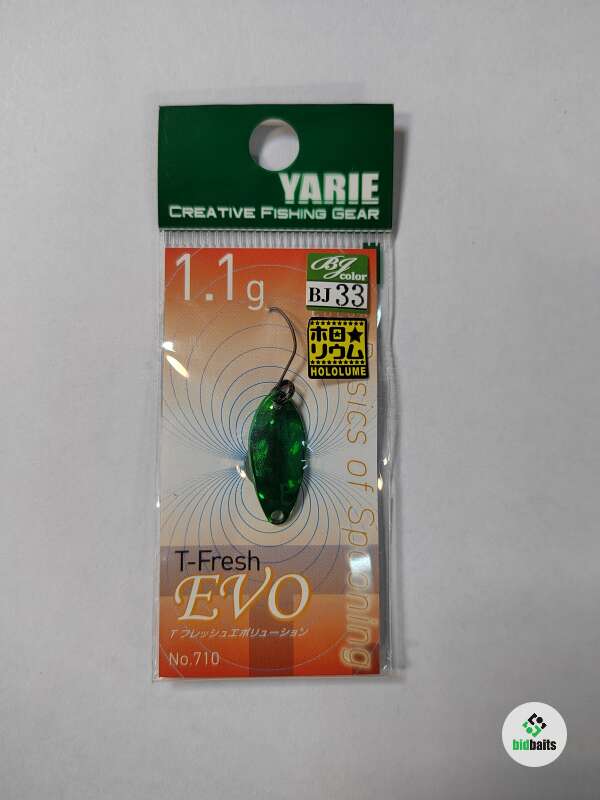 YARIE
CREATIVE FISHING GEAR
1.1g
BJ
color
BJ 33
ホロ★
リウム
HOLOLUME
Basics of Spooning
T-Fresh
EVO
Tフレッシュエボリューション
No.710
bidbaits